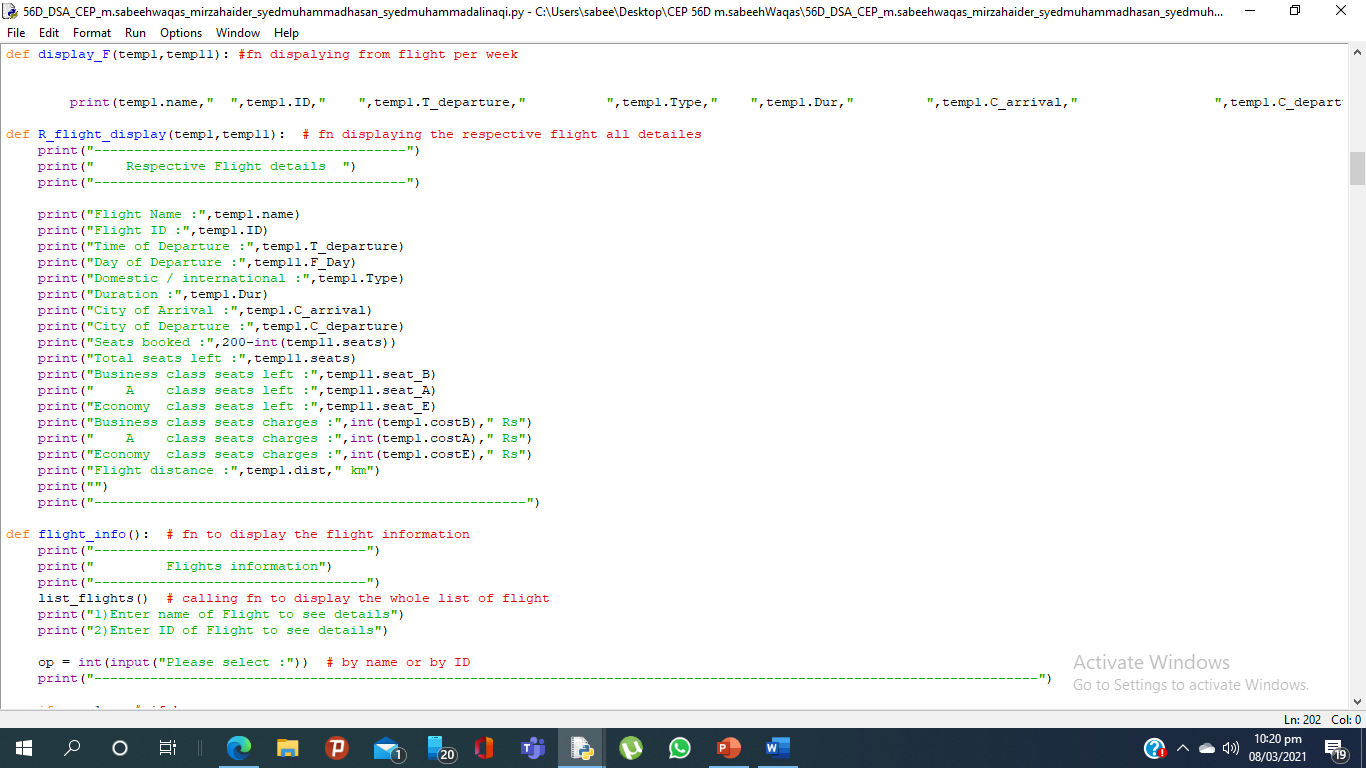 56D_DSA_CEP_m.sabeehwaqas_mirzahaider_syedmuhammadhasan_syedmuhammadalinaqi.py - C:\Users\sabee\Desktop\CEP 56D m.sabeehWaqas\56D_DSA_CEP_m.sabeehwaqas_mirzahaider_syedmuhammadhasan_syedmuh...
File Edit Format Run Options Window Help
def display_F(temp1,temp11): #fn dispalying from flight per week
        print(temp1.name,"  ",temp1.ID,"    ",temp1.T_departure,"          ",temp1.Type,"    ",temp1.Dur,"         ",temp1.C_arrival,"                 ",temp1.C_depart
def R_flight_display(temp1,temp11):  # fn displaying the respective flight all detailes
    print("---------------------------------------")
    print("    Respective Flight details  ")
    print("---------------------------------------")
    print("Flight Name :",temp1.name)
    print("Flight ID :",temp1.ID)
    print("Time of Departure :",temp1.T_departure)
    print("Day of Departure :",temp11.F_Day)
    print("Domestic / international :",temp1.Type)
    print("Duration :",temp1.Dur)
    print("City of Arrival :",temp1.C_arrival)
    print("City of Departure :",temp1.C_departure)
    print("Seats booked :",200-int(temp11.seats))
    print("Total seats left :",temp11.seats)
    print("Business class seats left :",temp11.seat_B)
    print("    A    class seats left :",temp11.seat_A)
    print("Economy  class seats left :",temp11.seat_E)
    print("Business class seats charges :",int(temp1.costB)," Rs")
    print("    A    class seats charges :",int(temp1.costA)," Rs")
    print("Economy  class seats charges :",int(temp1.costE)," Rs")
    print("Flight distance :",temp1.dist," km")
    print("")
    print("------------------------------------------------------")
def flight_info():  # fn to display the flight information
    print("----------------------------------")
    print("         Flights information")
    print("----------------------------------")
    list_flights()  # calling fn to display the whole list of flight
    print("1)Enter name of Flight to see details")
    print("2)Enter ID of Flight to see details")
    op = int(input("Please select :"))  # by name or by ID
    print("----------------------------------------------------------------------------------------------------------------------")
Activate Windows
Go to Settings to activate Windows.
Ln: 202 Col: 0
1
20
10:20 pm
08/03/2021
19